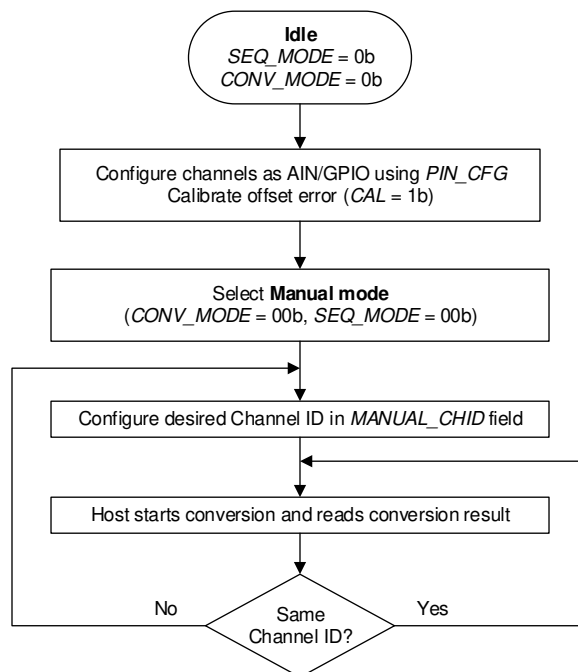 Idle
SEQ_MODE = 0b
CONV_MODE = 0b
Configure channels as AIN/GPIO using PIN_CFG
Calibrate offset error (CAL = 1b)
Select Manual mode
(CONV_MODE = 00b, SEQ_MODE = 00b)
Configure desired Channel ID in MANUAL_CHID field
Host starts conversion and reads conversion result
No
Same
Channel ID?
Yes